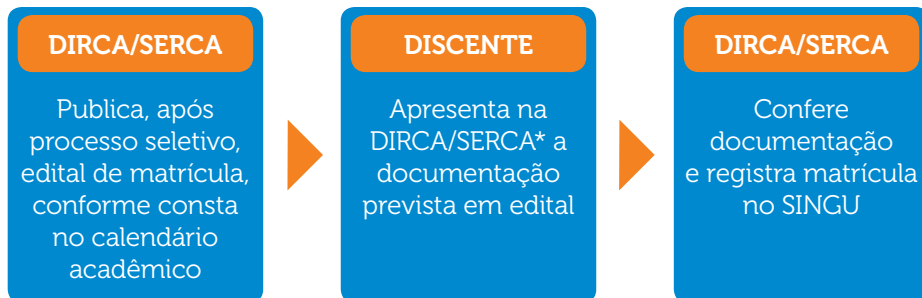 DIRCA/SERCA
Publica, após
processo seletivo,
edital de matrícula,
conforme consta
no calendário
acadêmico
DISCENTE
Apresenta na
DIRCA/SERCA* a
documentação
prevista em edital
DIRCA/SERCA
Confere
documentação
e registra matrícula
no SINGU